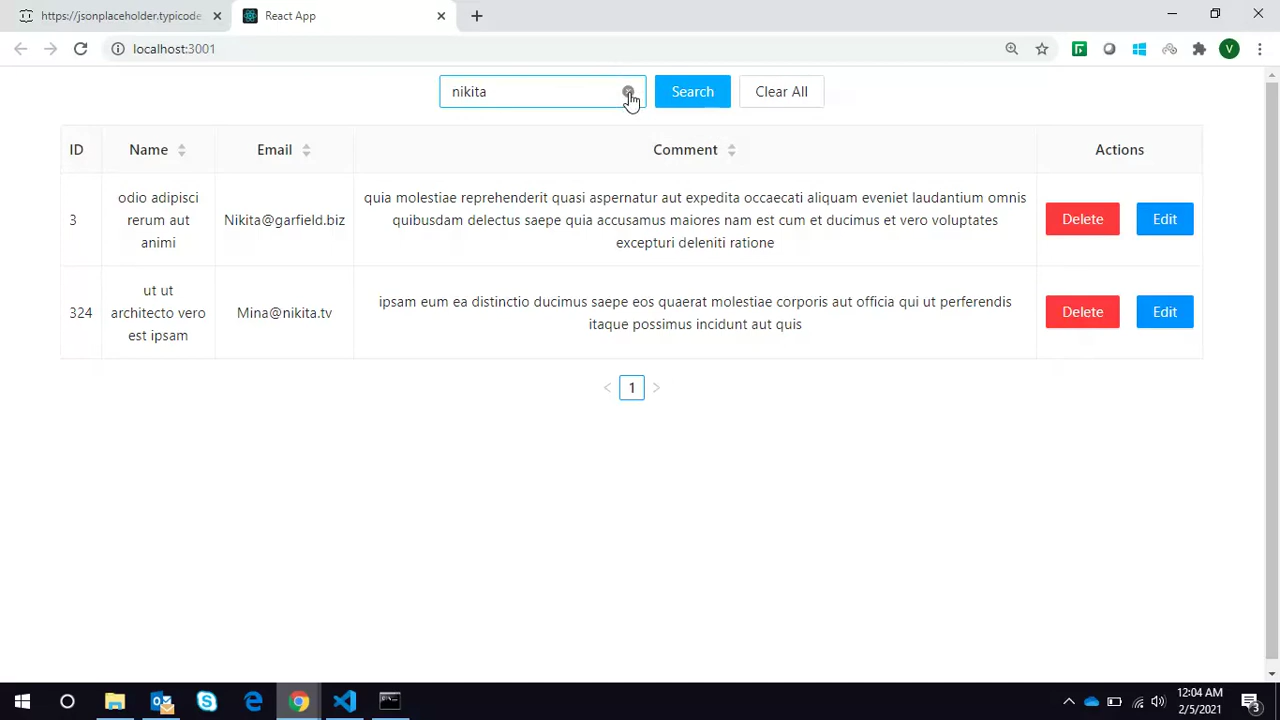 https://jsonplaceholder.typicode
React App
localhost:3001
V
nikita
Search
Clear All
ID
Name
Email
Comment
Actions
3
odio adipisci
rerum aut
animi
Nikita@garfield.biz
quia molestiae reprehenderit quasi aspernatur aut expedita occaecati aliquam eveniet laudantium omnis
quibusdam delectus saepe quia accusamus maiores nam est cum et ducimus et vero voluptates
excepturi deleniti ratione
Delete
Edit
324
ut ut
architecto vero
est ipsam
Mina@nikita.tv
ipsam eum ea distinctio ducimus saepe eos quaerat molestiae corporis aut officia qui ut perferendis
itaque possimus incidunt aut quis
Delete
Edit
1
12:04 AM
2/5/2021
3